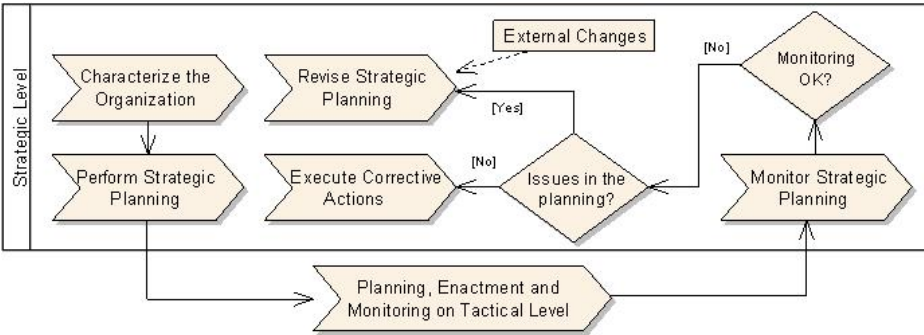 Strategic Level
Characterize the
Organization
Revise Strategic
Planning
External Changes
[No]
Monitoring
OK?
[Yes]
Perform Strategic
Planning
Execute Corrective
Actions
[No]
Issues in the
planning?
Monitor Strategic
Planning
Planning, Enactment and
Monitoring on Tactical Level